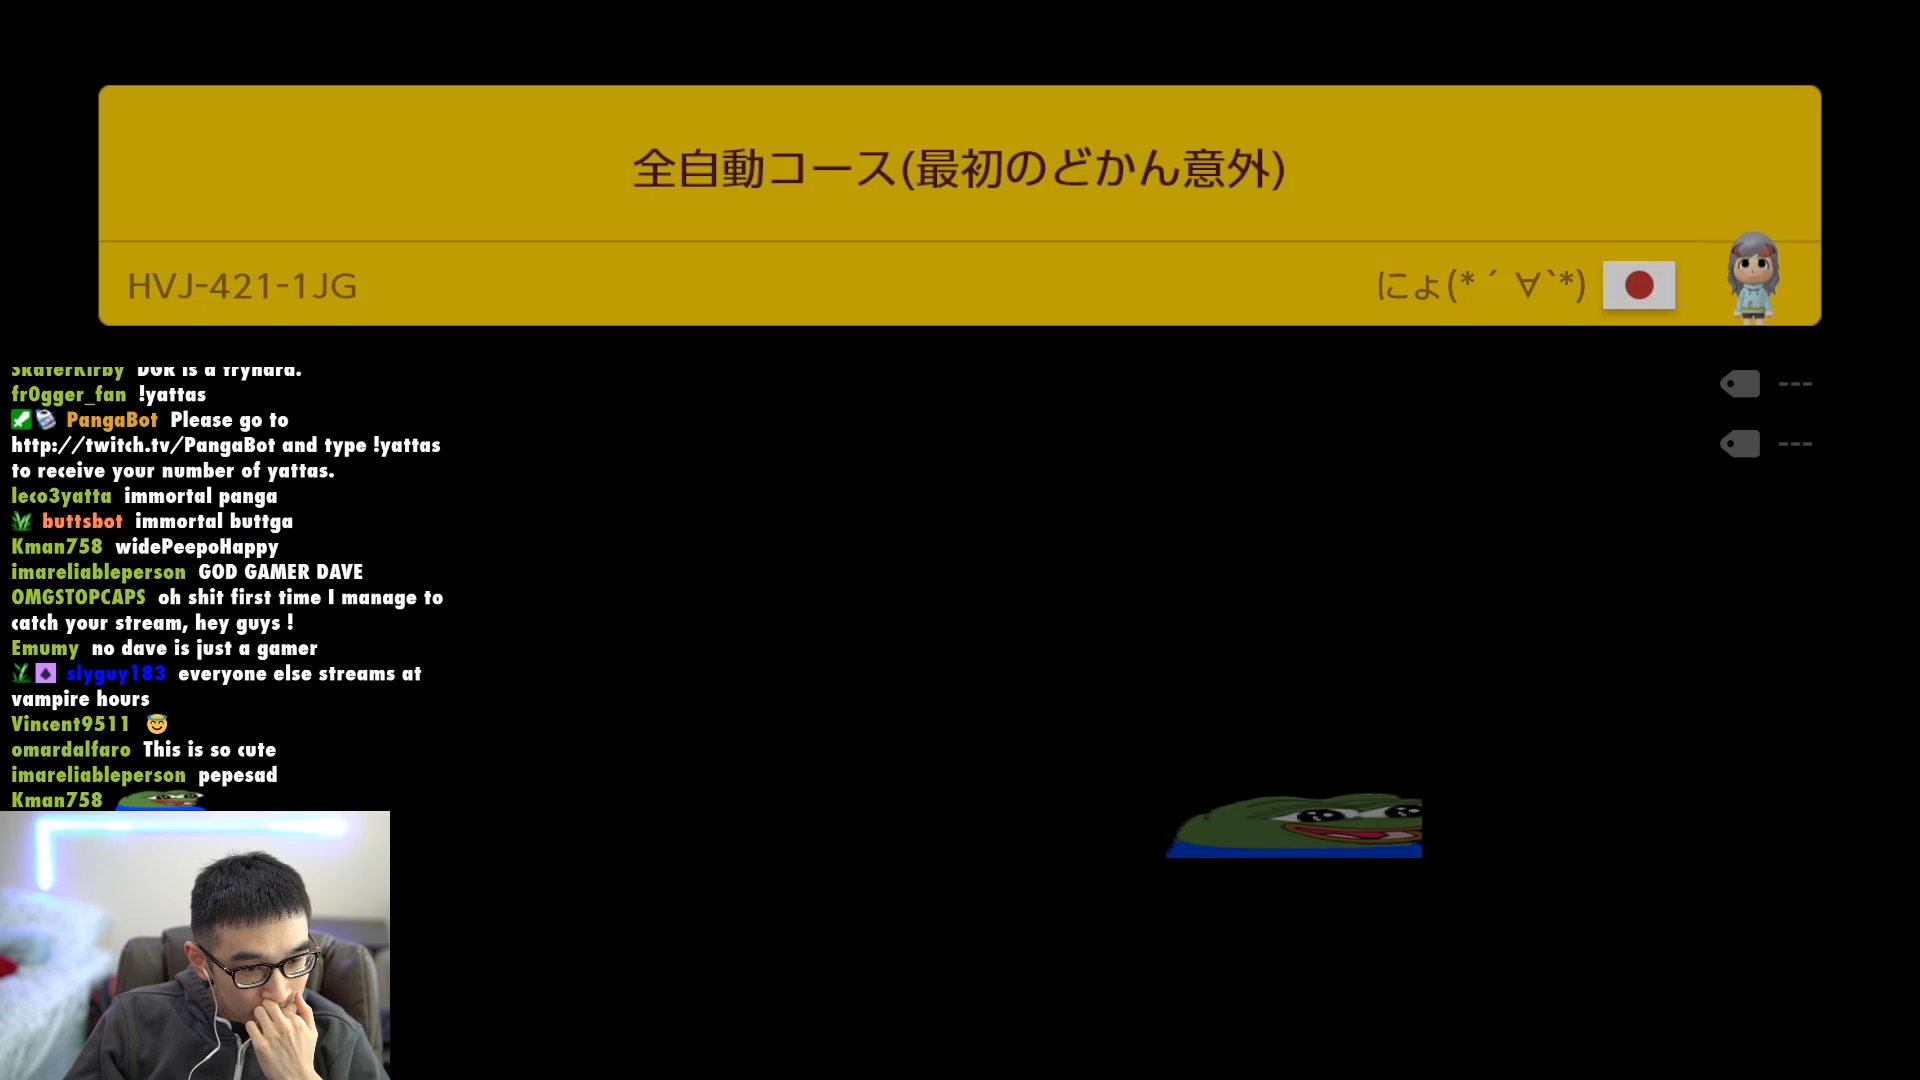 全自動コース(最初のどかん意外)
HVJ-421-1JG
にょ(*´∀`*)
---
---
SkaterKirby DGR is a tryhard.
fr0gger_fan !yattas
PangaBot Please go to
http://twitch.tv/PangaBot and type !yattas
to receive your number of yattas.
leco3yatta immortal panga
buttsbot immortal buttga
Kman758 widePeepoHappy
imareliableperson GOD GAMER DAVE
OMGSTOPCAPS oh shit first time I manage to
catch your stream, hey guys !
Emumy no dave is just a gamer
slyguy183 everyone else streams at
vampire hours
Vincent9511
omardalfaro This is so cute
imareliableperson pepesad
Kman758